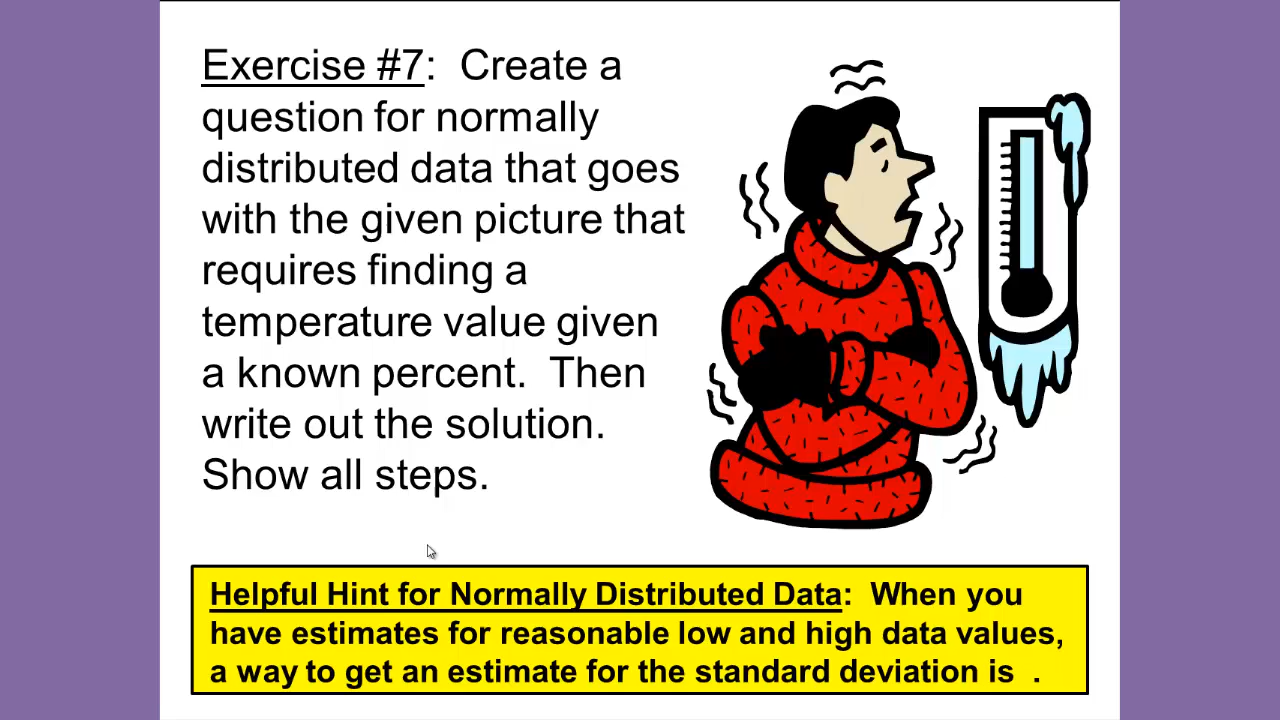 Exercise #7:  Create a
question for normally
distributed data that goes
with the given picture that
requires finding a
temperature value given
a known percent.  Then
write out the solution.
Show all steps.
Helpful Hint for Normally Distributed Data:  When you
have estimates for reasonable low and high data values,
a way to get an estimate for the standard deviation is  .